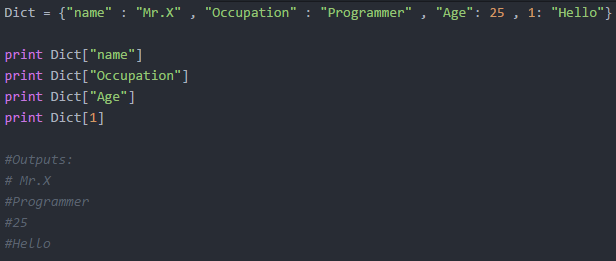 Dict = {"name" : "Mr.X" , "Occupation" : "Programmer" , "Age": 25 , 1: "Hello"}
print Dict["name"]
print Dict["Occupation"]
print Dict["Age"]
print Dict[1]
#Outputs:
# Mr.X
#Programmer
#25
#Hello